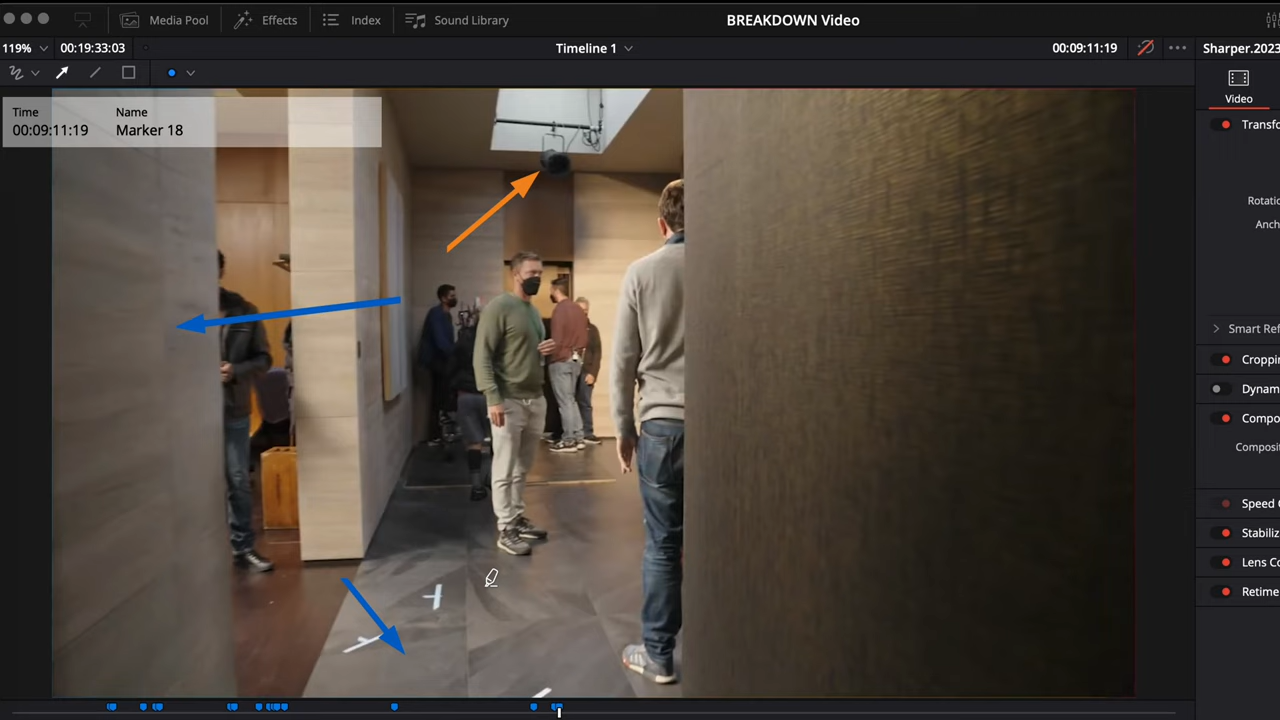 Media Pool Effects Index Sound Library BREAKDOWN Video
119% 00:19:33:03 Timeline 1 00:09:11:19 Sharper.2023
Time Name
00:09:11:19 Marker 18
Video
Transfo
Rotatio
Anch
Smart Ref
Croppin
Dynam
Compo
Composit
Speed C
Stabiliz
Lens Co
Retime